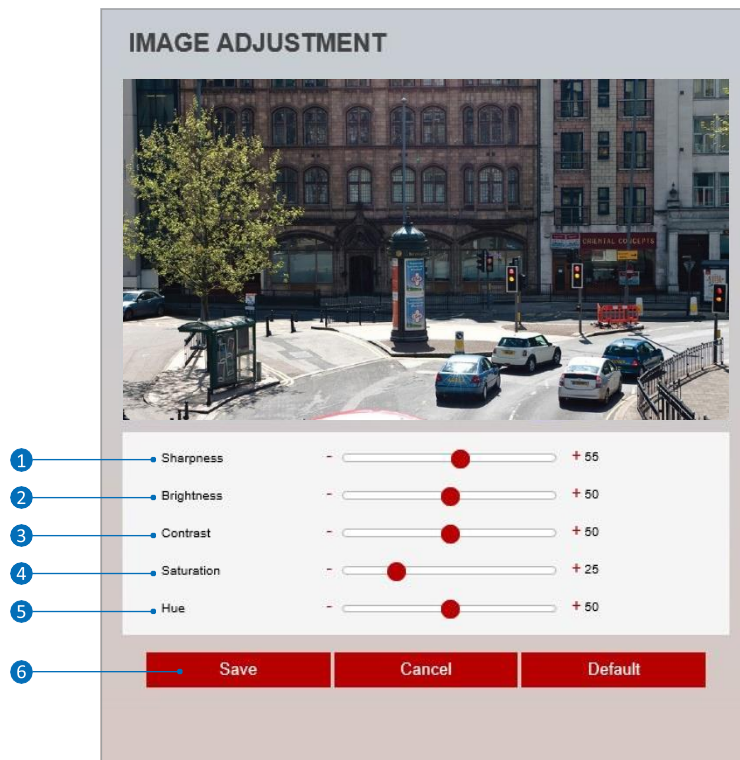 IMAGE ADJUSTMENT
ORIENTAL CONCEPTS
1 Sharpness - + 55
2 Brightness - + 50
3 Contrast - + 50
4 Saturation - + 25
5 Hue - + 50
6 Save Cancel Default